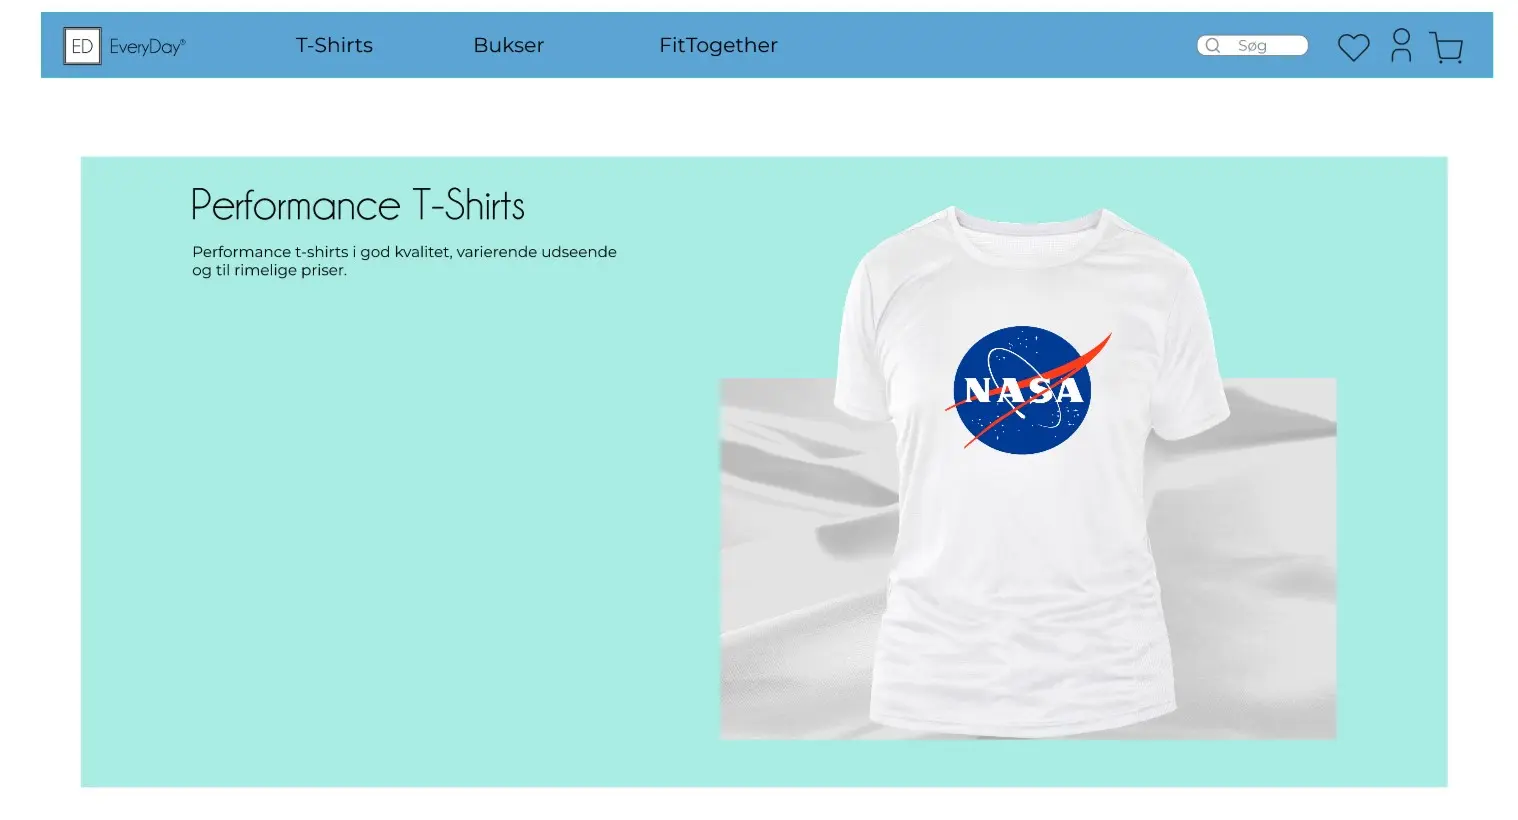 ED EveryDay® T-Shirts Bukser FitTogether Søg
Performance T-Shirts
Performance t-shirts i god kvalitet, varierende udseende
og til rimelige priser.
NASA